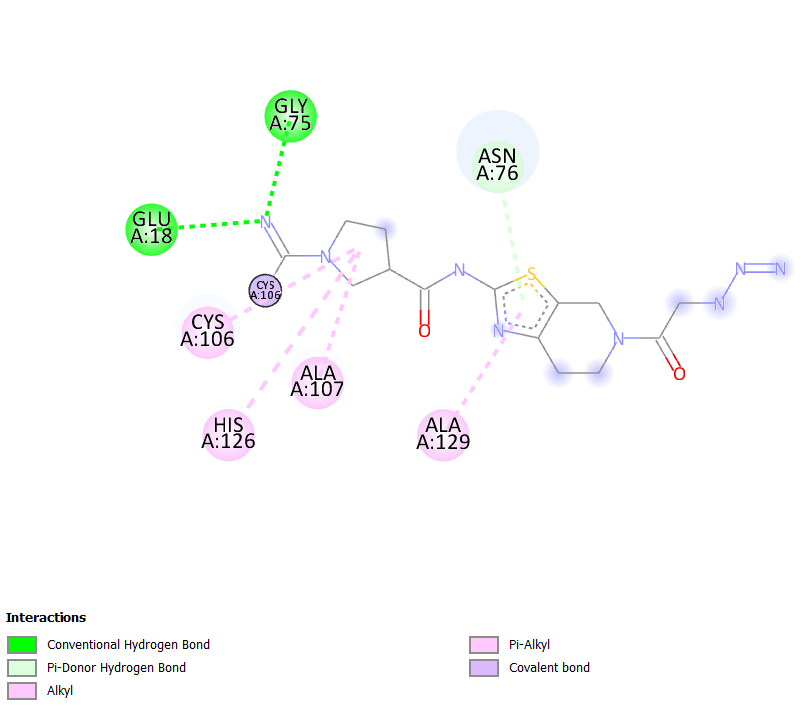 GLY
A:75
ASN
A:76
GLU
A:18
N
N
CYS
A:106
N
S
N
N
N
N
N
O
N
O
CYS
A:106
ALA
A:107
HIS
A:126
ALA
A:129
Interactions
Conventional Hydrogen Bond
Pi-Donor Hydrogen Bond
Alkyl
Pi-Alkyl
Covalent bond